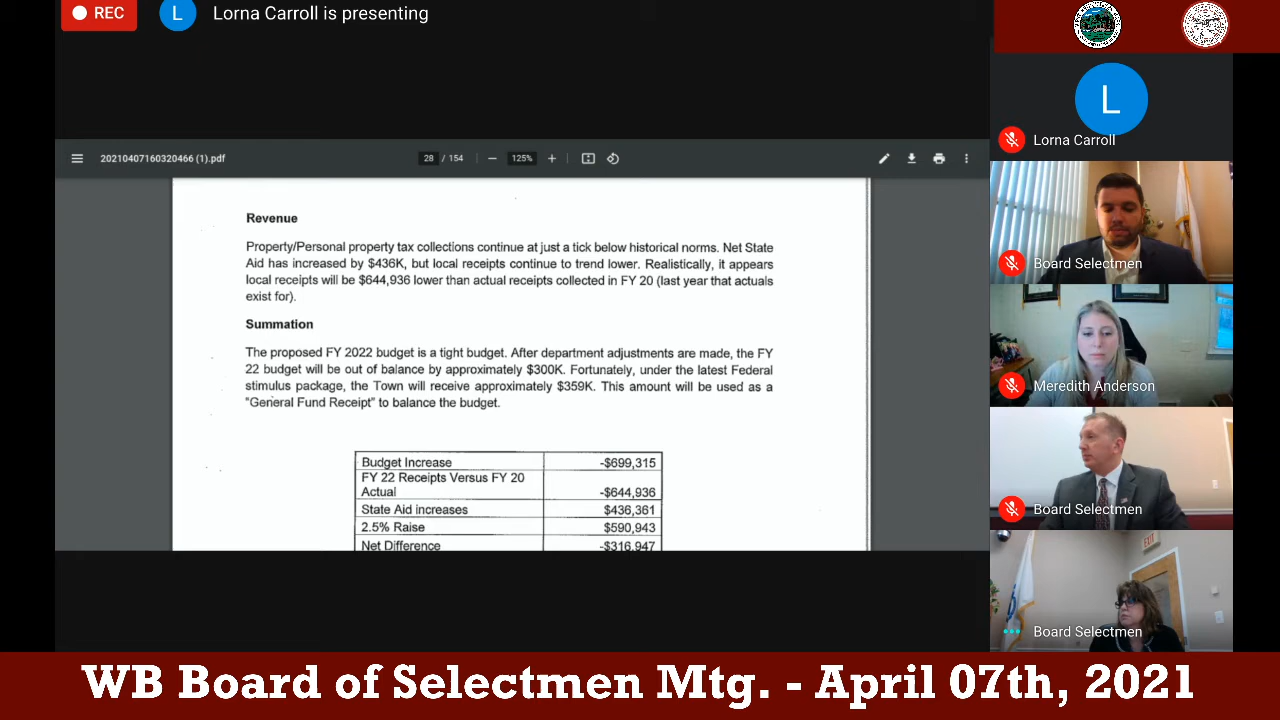 REC
L
Lorna Carroll is presenting
20210407160320466 (1).pdf
28 / 154
125%
Revenue
Property/Personal property tax collections continue at just a tick below historical norms. Net State
Aid has increased by $436K, but local receipts continue to trend lower. Realistically, it appears
local receipts will be $644,936 lower than actual receipts collected in FY 20 (last year that actuals
exist for).
Summation
The proposed FY 2022 budget is a tight budget. After department adjustments are made, the FY
22 budget will be out of balance by approximately $300K. Fortunately, under the latest Federal
stimulus package, the Town will receive approximately $359K. This amount will be used as a
"General Fund Receipt" to balance the budget.
Budget Increase -$699,315
FY 22 Receipts Versus FY 20
Actual -$644,936
State Aid increases $436,361
2.5% Raise $590,943
Net Difference -$316,947
L
Lorna Carroll
Board Selectmen
Meredith Anderson
Board Selectmen
EXIT
Board Selectmen
WB Board of Selectmen Mtg. - April 07th, 2021